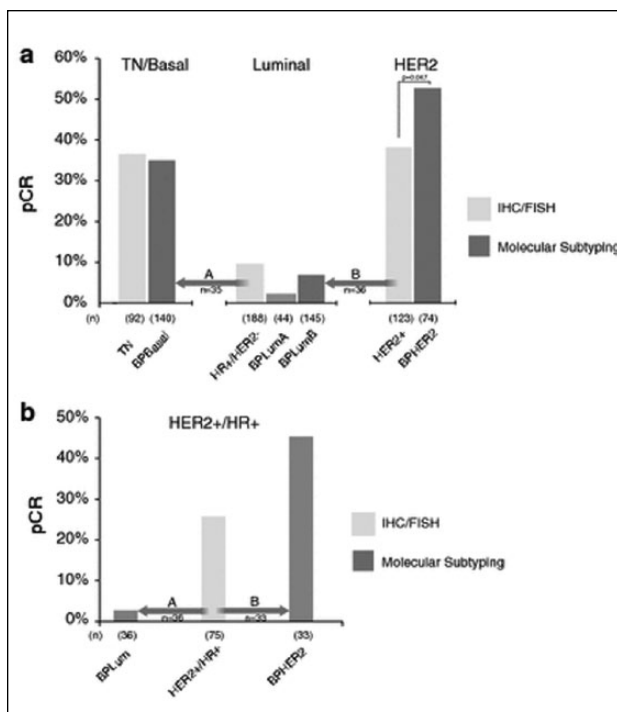 a
TN/Basal Luminal HER2
p=0.067
60%
50%
40%
30%
20%
10%
0%
pCR
A
n=35
B
n=36
IHC/FISH
Molecular Subtyping
(n) (92) (140) (188) (44) (145) (123) (74)
TN BPBasal HR+/HER2- BPLumA BPLumB HER2+ BPHER2
b
HER2+/HR+
50%
40%
30%
20%
10%
0%
pCR
A
n=36
B
n=33
IHC/FISH
Molecular Subtyping
(n) (36) (75) (33)
BPLum HER2+/HR+ BPHER2